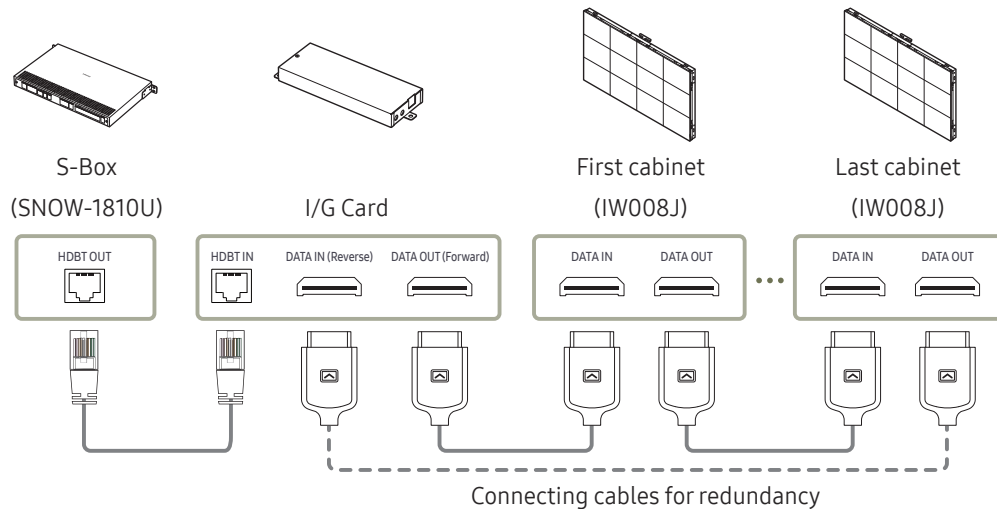 S-Box
(SNOW-1810U)
I/G Card
First cabinet
(IW008J)
Last cabinet
(IW008J)
HDBT OUT
HDBT IN
DATA IN (Reverse)
DATA OUT (Forward)
DATA IN
DATA OUT
DATA IN
DATA OUT
Connecting cables for redundancy